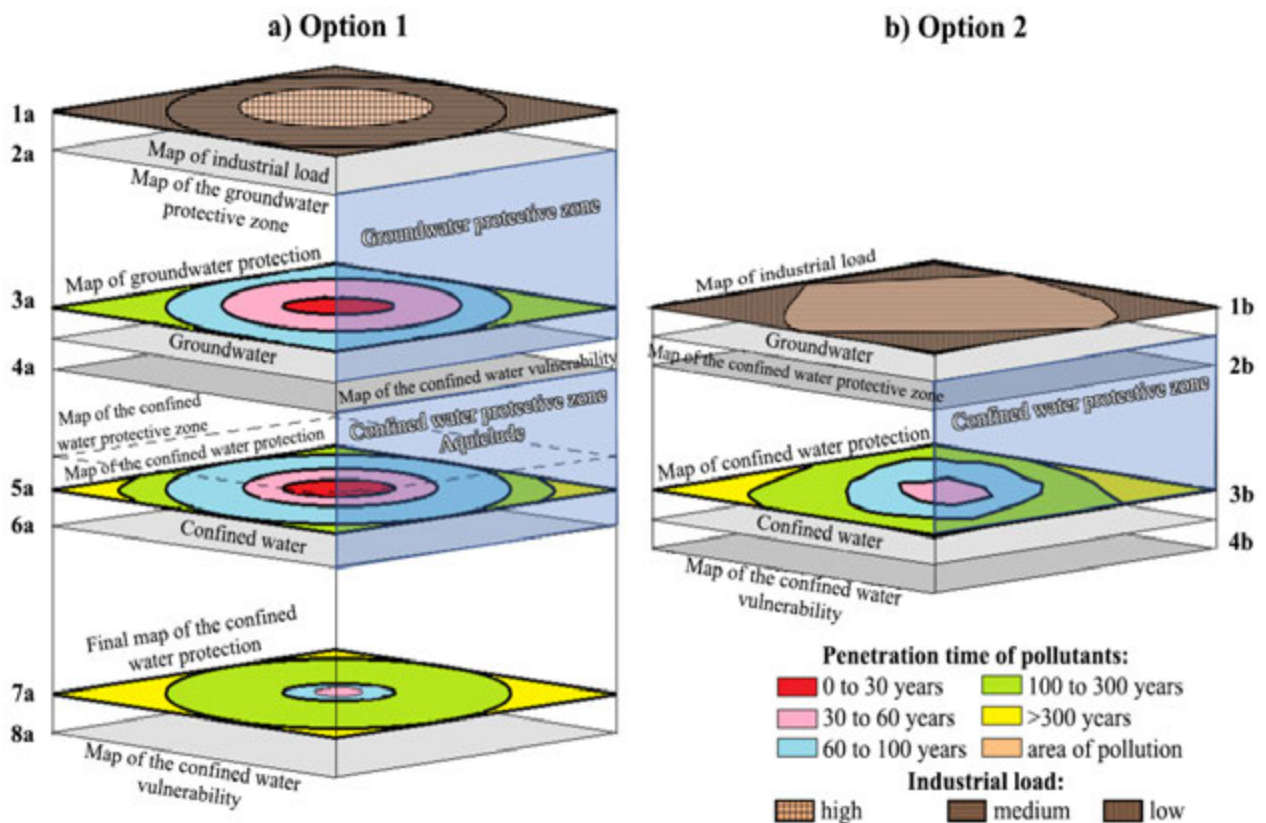 a) Option 1
b) Option 2
1a
2a
Map of industrial load
Map of the groundwater
protective zone
Groundwater protective zone
Map of groundwater protection
3a
Groundwater
4a
Map of the confined water vulnerability
Map of the confined
water protective zone
Confined water protective zone
Aquiclude
Map of the confined water protection
5a
6a
Confined water
Final map of the confined
water protection
7a
8a
Map of the confined water
vulnerability
Map of industrial load
1b
Groundwater
Map of the confined water protective zone
2b
Confined water protective zone
Map of confined water protection
3b
Confined water
4b
Map of the confined water
vulnerability
Penetration time of pollutants:
0 to 30 years
100 to 300 years
30 to 60 years
>300 years
60 to 100 years
area of pollution
Industrial load:
high
medium
low